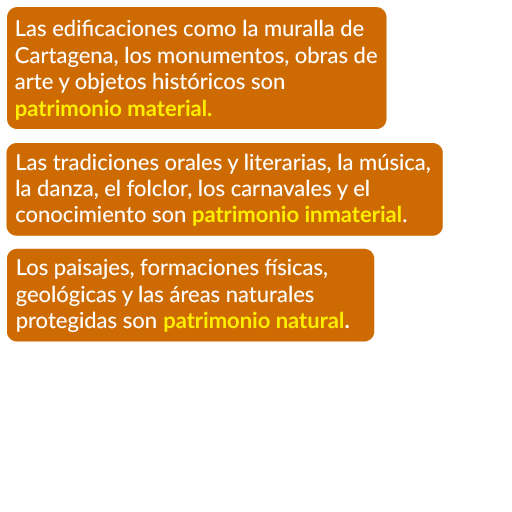 Las edificaciones como la muralla de
Cartagena, los monumentos, obras de
arte y objetos históricos son
patrimonio material.
Las tradiciones orales y literarias, la música,
la danza, el folclor, los carnavales y el
conocimiento son patrimonio inmaterial.
Los paisajes, formaciones físicas,
geológicas y las áreas naturales
protegidas son patrimonio natural.